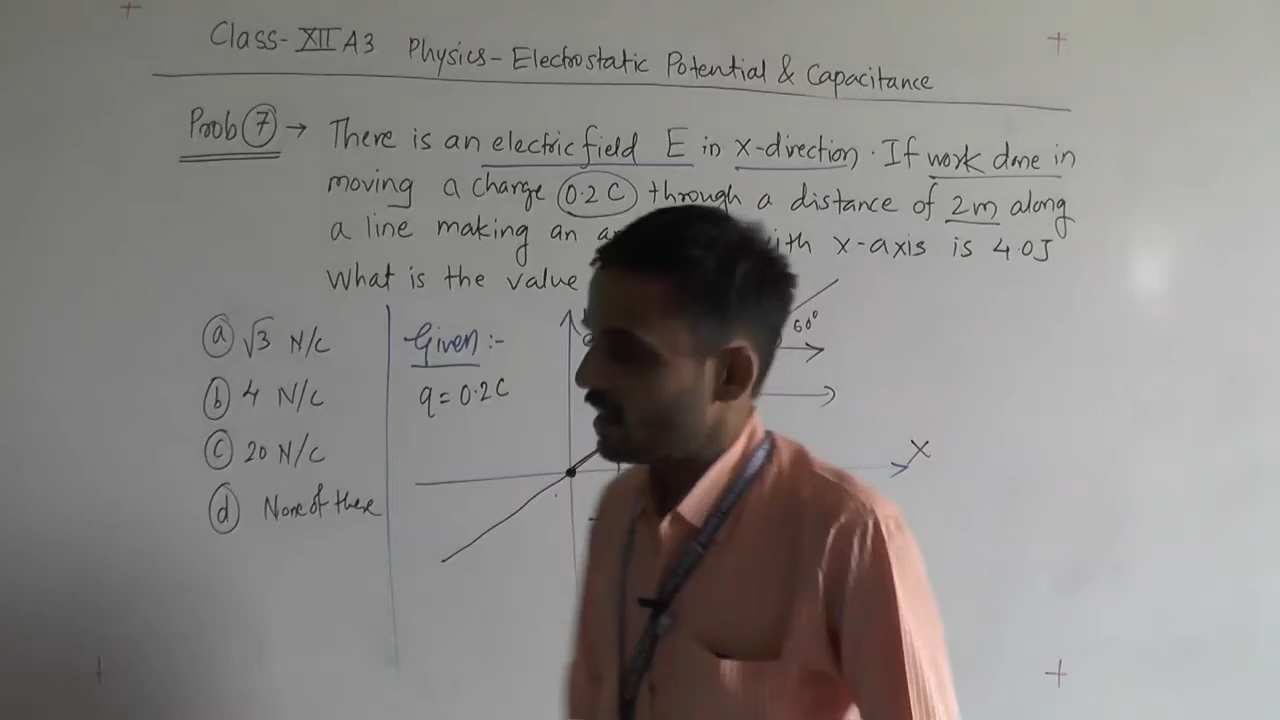 Class-XII A3 Physics-Electrostatic Potential & Capacitance
Prob 7 → There is an electric field E in X-direction. If work done in
moving a charge 0.2 C through a distance of 2m along
a line making an with x-axis is 4.0J
What is the value
a √3 N/C
b 4 N/C
c 20 N/C
d None of these
Given :-
q = 0.2C
60°
X